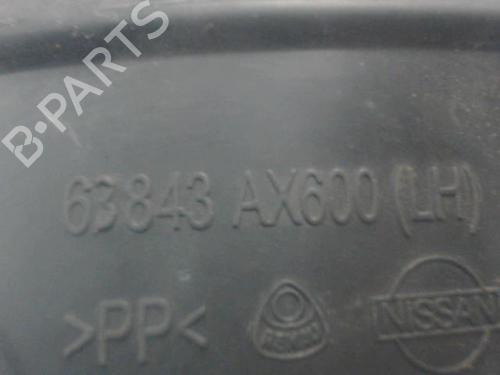 B-PARTS
63843 AX600 (LH)
>PP< NISSAN